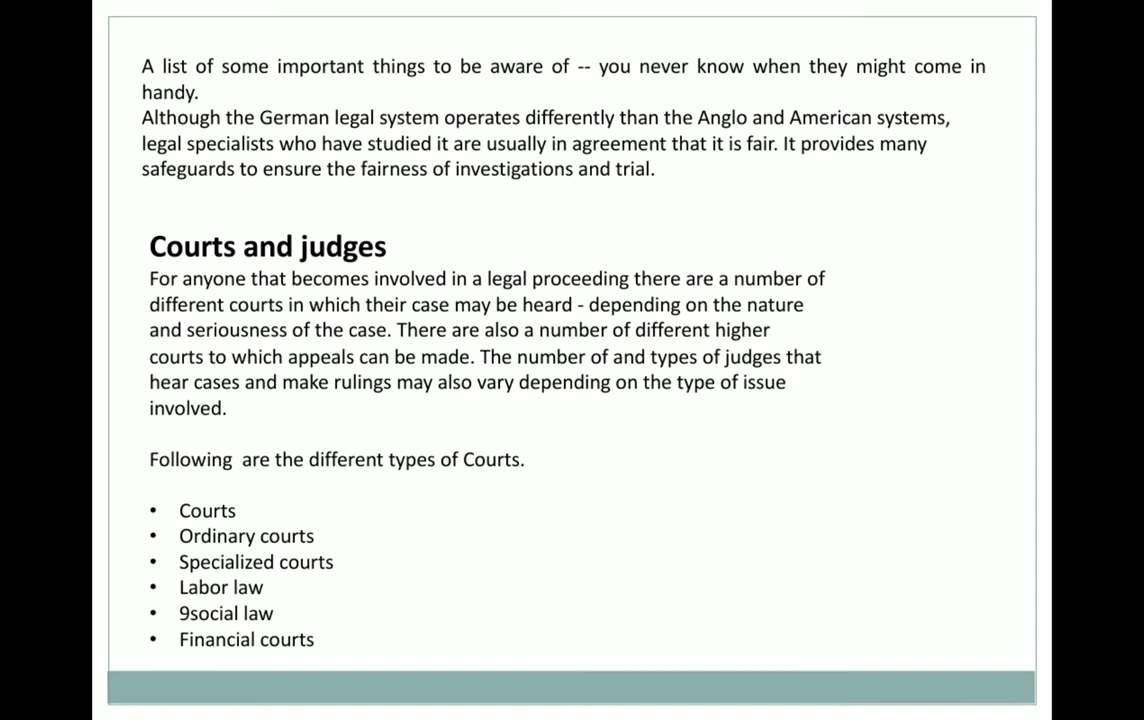 A list of some important things to be aware of -- you never know when they might come in
handy.
Although the German legal system operates differently than the Anglo and American systems,
legal specialists who have studied it are usually in agreement that it is fair. It provides many
safeguards to ensure the fairness of investigations and trial.
Courts and judges
For anyone that becomes involved in a legal proceeding there are a number of
different courts in which their case may be heard - depending on the nature
and seriousness of the case. There are also a number of different higher
courts to which appeals can be made. The number of and types of judges that
hear cases and make rulings may also vary depending on the type of issue
involved.
Following are the different types of Courts.
• Courts
• Ordinary courts
• Specialized courts
• Labor law
• 9social law
• Financial courts